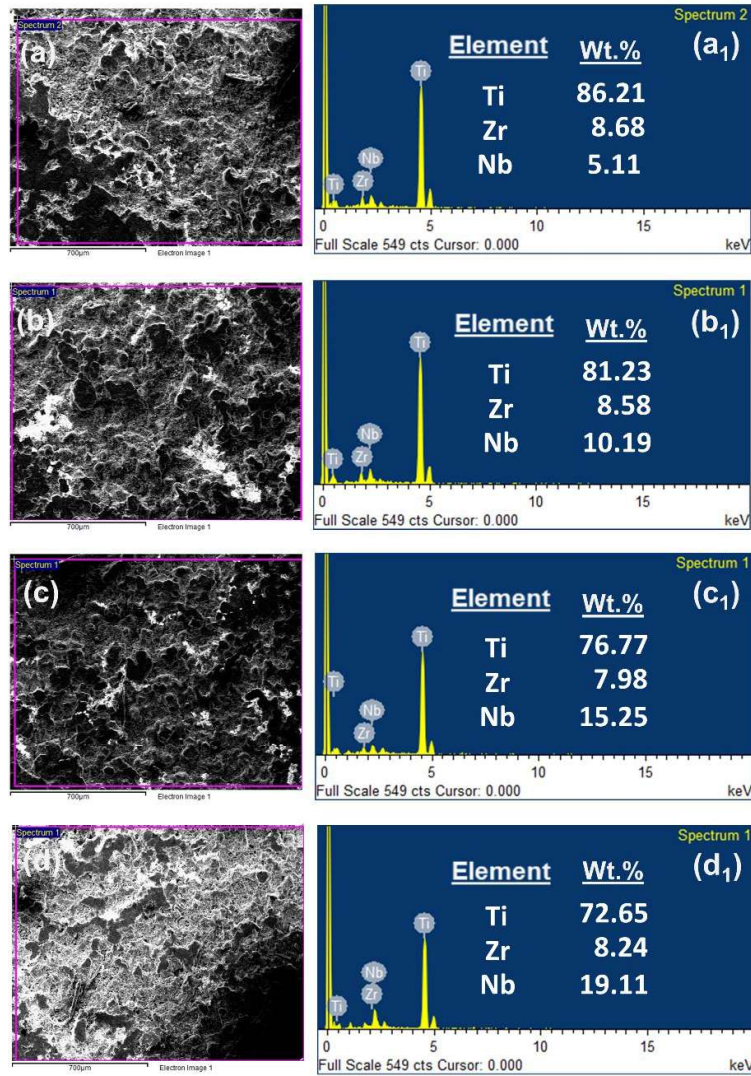 Spectrum 2
(a)
700µm Electron Image 1
Spectrum 2
Element Wt.% (a1)
Ti 86.21
Zr 8.68
Nb 5.11
Ti
Nb
Ti Zr
0 5 10 15
Full Scale 549 cts Cursor: 0.000 keV
Spectrum 1
(b)
700µm Electron Image 1
Spectrum 1
Element Wt.% (b1)
Ti 81.23
Zr 8.58
Nb 10.19
Ti
Nb
Ti Zr
0 5 10 15
Full Scale 549 cts Cursor: 0.000 keV
Spectrum 1
(c)
700µm Electron Image 1
Spectrum 1
Element Wt.% (c1)
Ti 76.77
Zr 7.98
Nb 15.25
Ti
Ti
Nb
Zr
0 5 10 15
Full Scale 549 cts Cursor: 0.000 keV
Spectrum 1
(d)
700µm Electron Image 1
Spectrum 1
Element Wt.% (d1)
Ti 72.65
Zr 8.24
Nb 19.11
Ti
Nb
Zr
Ti
0 5 10 15
Full Scale 549 cts Cursor: 0.000 keV